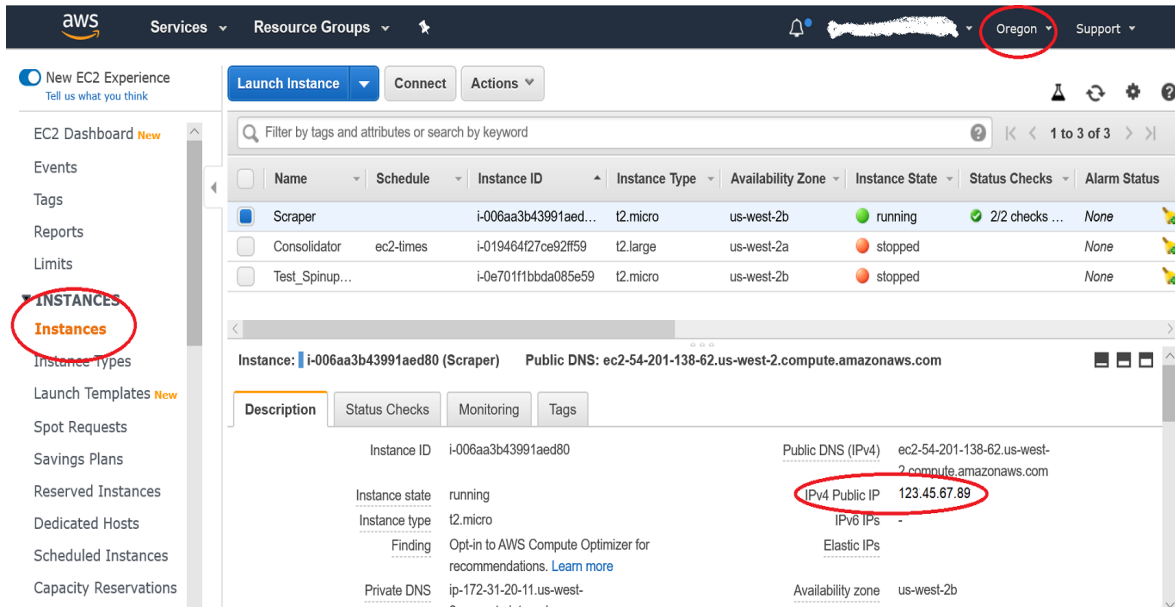 aws Services Resource Groups Oregon Support
New EC2 Experience
Tell us what you think
EC2 Dashboard New
Events
Tags
Reports
Limits
INSTANCES
Instances
Instance Types
Launch Templates New
Spot Requests
Savings Plans
Reserved Instances
Dedicated Hosts
Scheduled Instances
Capacity Reservations
Launch Instance Connect Actions
Filter by tags and attributes or search by keyword 1 to 3 of 3
Name Schedule Instance ID Instance Type Availability Zone Instance State Status Checks Alarm Status
Scraper i-006aa3b43991aed... t2.micro us-west-2b running 2/2 checks ... None
Consolidator ec2-times i-019464f27ce92ff59 t2.large us-west-2a stopped None
Test_Spinup... i-0e701f1bbda085e59 t2.micro us-west-2b stopped None
Instance: i-006aa3b43991aed80 (Scraper) Public DNS: ec2-54-201-138-62.us-west-2.compute.amazonaws.com
Description Status Checks Monitoring Tags
Instance ID i-006aa3b43991aed80
Instance state running
Instance type t2.micro
Finding Opt-in to AWS Compute Optimizer for
recommendations. Learn more
Private DNS ip-172-31-20-11.us-west-
Public DNS (IPv4) ec2-54-201-138-62.us-west-
2.compute.amazonaws.com
IPv4 Public IP 123.45.67.89
IPv6 IPs -
Elastic IPs
Availability zone us-west-2b